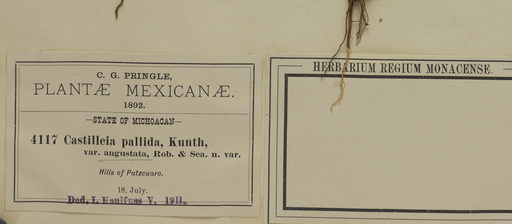 C. G. PRINGLE,
PLANTÆ MEXICANÆ.
1892.
STATE OF MICHOACAN
4117 Castilleia pallida, Kunth,
var. angustata, Rob. & Sea. n. var.
Hills of Patzcuaro.
18, July.
Ded. I. Kaulfuss V. 1911.
HERBARIUM REGIUM MONACENSE.